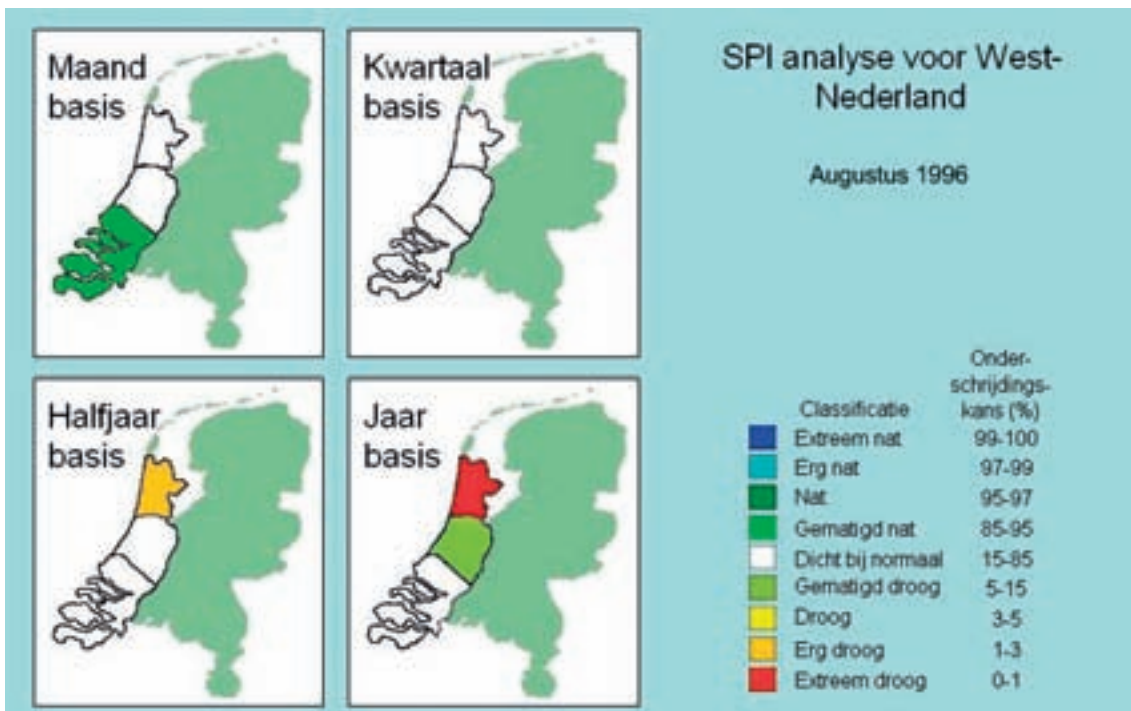 Maand
basis
Kwartaal
basis
SPI analyse voor West-
Nederland
Augustus 1996
Halfjaar
basis
Jaar
basis
Onder-
schrijdings-
Classificatie kans (%)
Extreem nat 99-100
Erg nat 97-99
Nat 95-97
Gematigd nat 85-95
Dicht bij normaal 15-85
Gematigd droog 5-15
Droog 3-5
Erg droog 1-3
Extreem droog 0-1